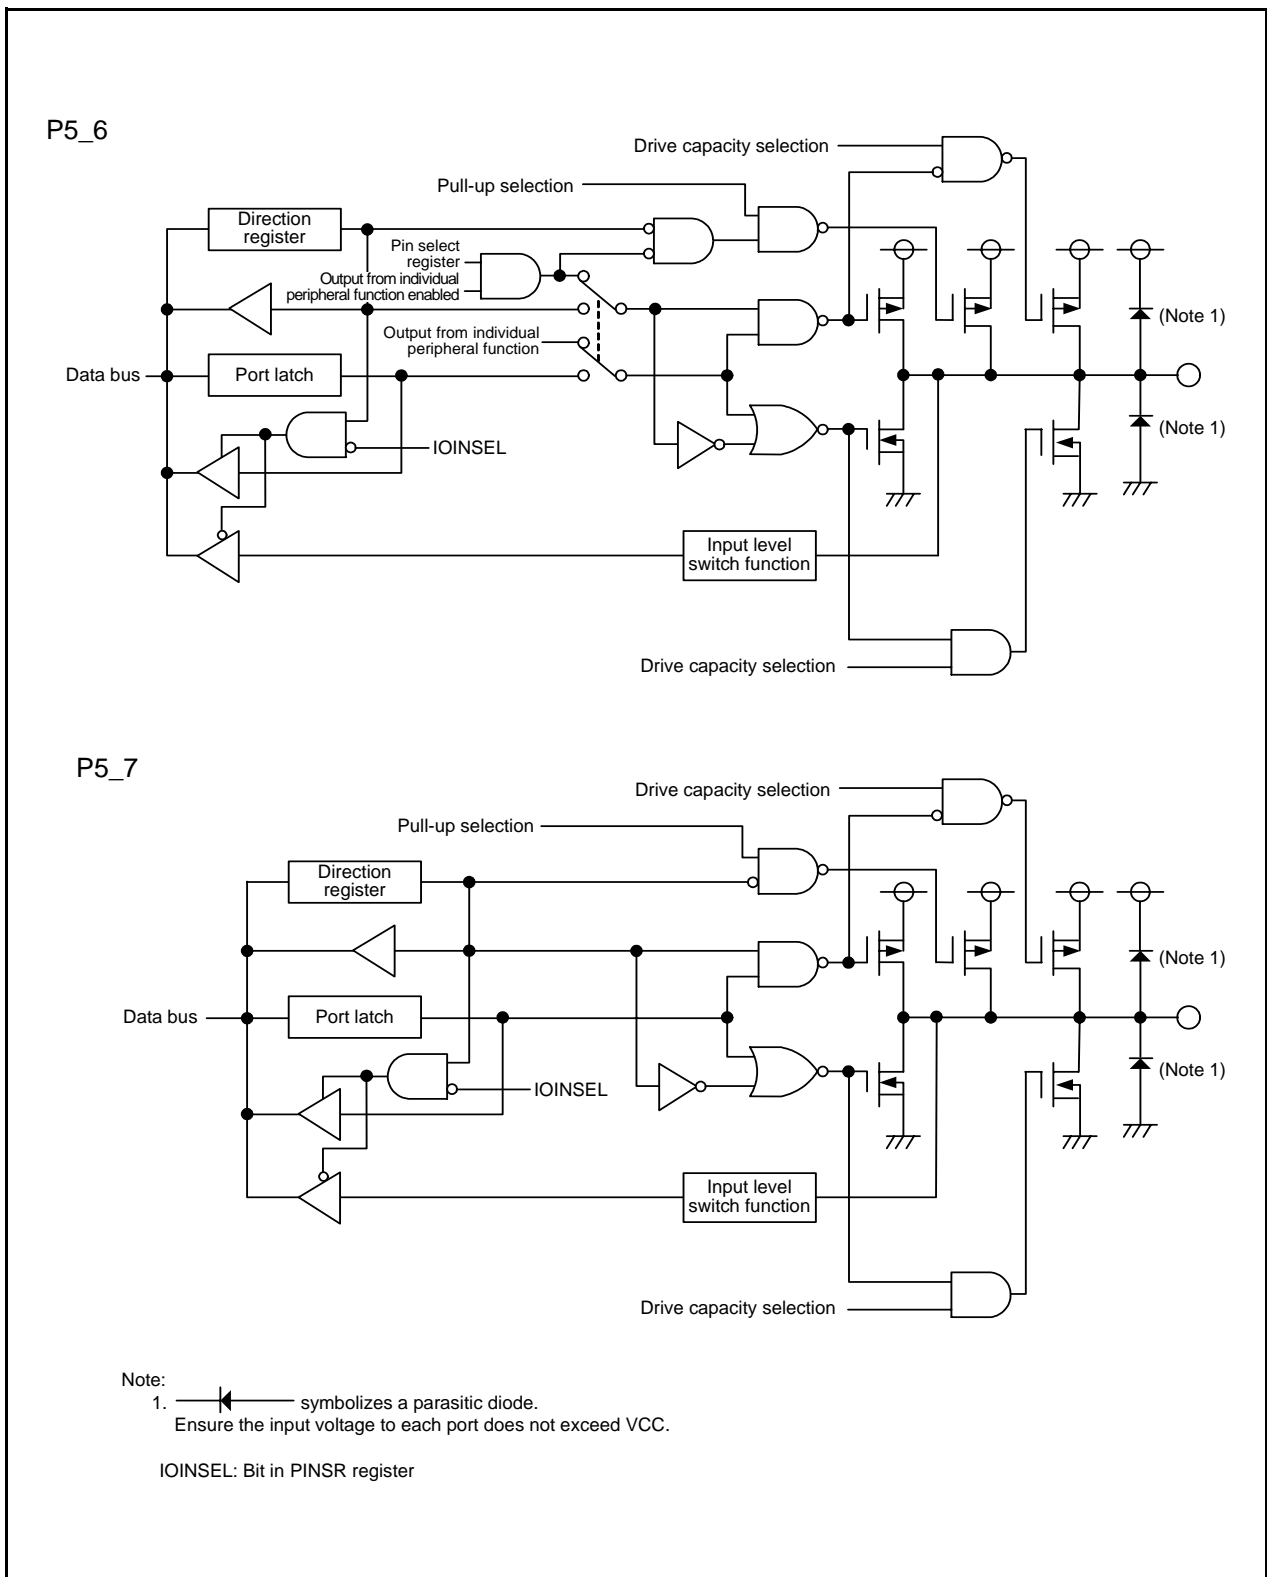 P5_6
Drive capacity selection
Pull-up selection
Direction
register
Pin select
register
Output from individual
peripheral function enabled
(Note 1)
Output from individual
peripheral function
Data bus
Port latch
(Note 1)
IOINSEL
Input level
switch function
Drive capacity selection
P5_7
Drive capacity selection
Pull-up selection
Direction
register
(Note 1)
Data bus
Port latch
(Note 1)
IOINSEL
Input level
switch function
Drive capacity selection
Note:
1. symbolizes a parasitic diode.
Ensure the input voltage to each port does not exceed VCC.
IOINSEL: Bit in PINSR register